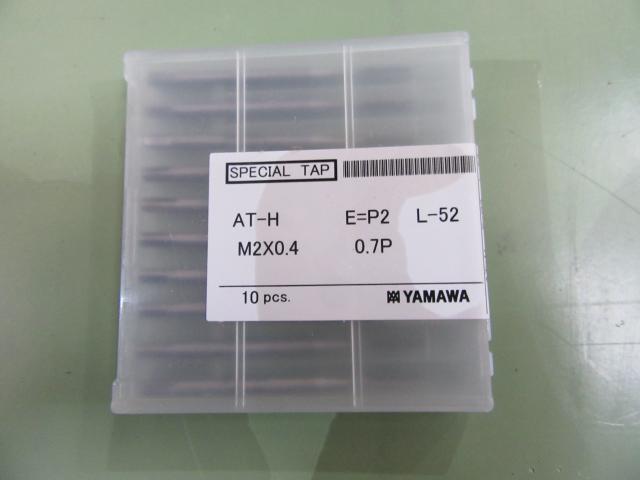 SPECIAL TAP
AT-H E=P2 L-52
M2X0.4 0.7P
10 pcs. YAMAWA